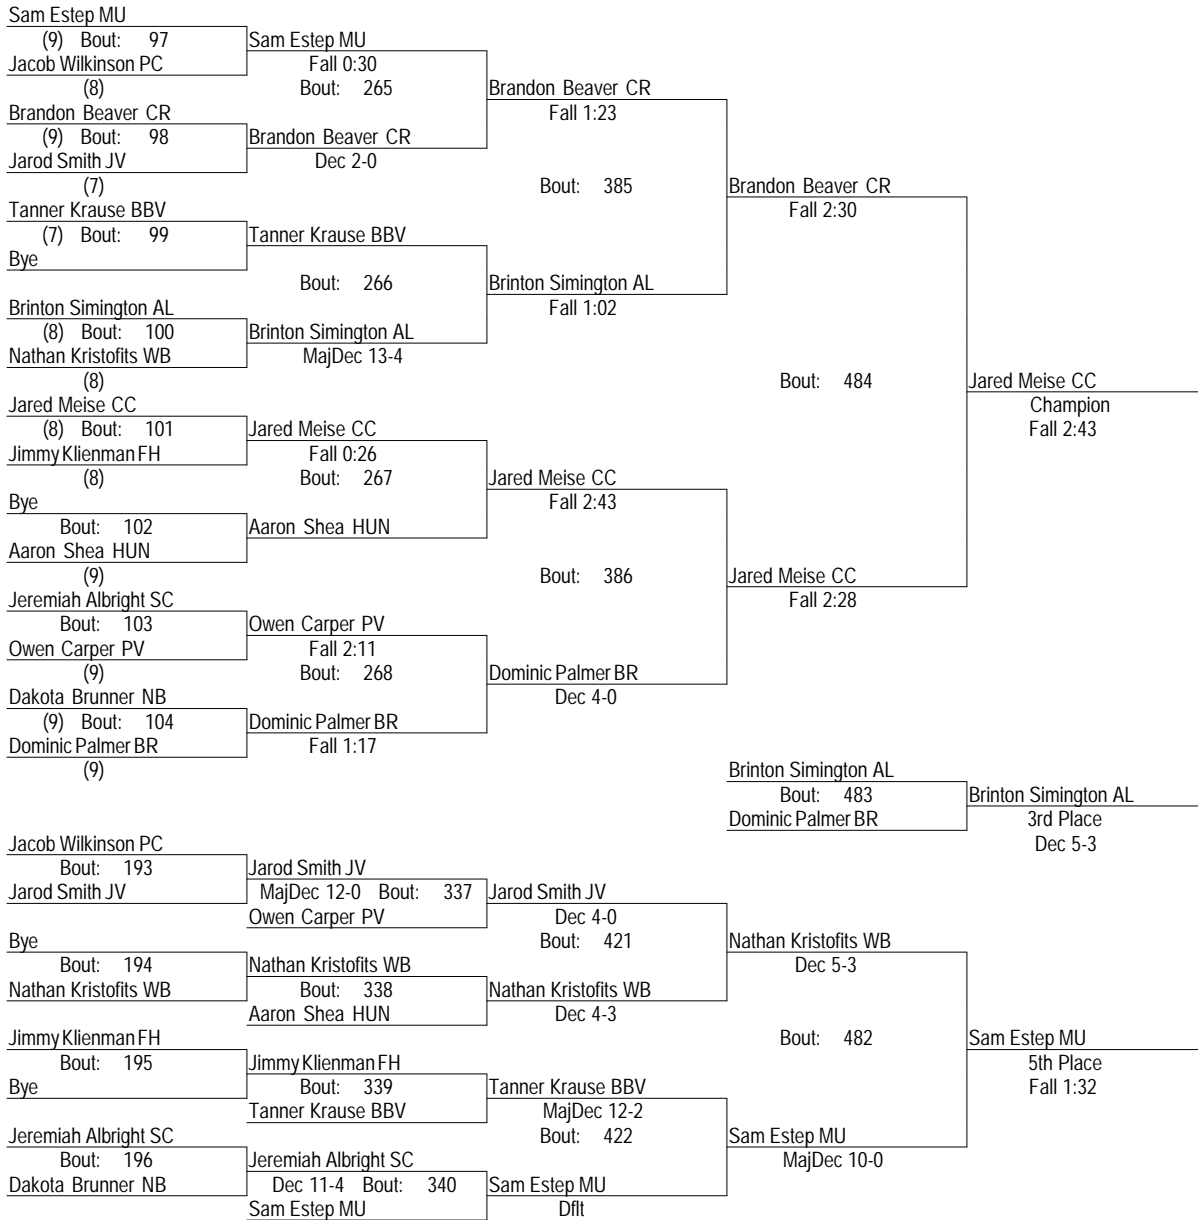 Sam Estep MU
(9) Bout: 97
Sam Estep MU
Jacob Wilkinson PC
Fall 0:30
(8)
Bout: 265
Brandon Beaver CR
Brandon Beaver CR
Fall 1:23
(9) Bout: 98
Brandon Beaver CR
Jarod Smith JV
Dec 2-0
(7)
Bout: 385
Brandon Beaver CR
Tanner Krause BBV
Fall 2:30
(7) Bout: 99
Tanner Krause BBV
Bye
Bout: 266
Brinton Simington AL
Brinton Simington AL
Fall 1:02
(8) Bout: 100
Brinton Simington AL
Nathan Kristofits WB
MajDec 13-4
(8)
Bout: 484
Jared Meise CC
Jared Meise CC
Champion
(8) Bout: 101
Jared Meise CC
Fall 2:43
Jimmy Klienman FH
Fall 0:26
(8)
Bout: 267
Jared Meise CC
Bye
Fall 2:43
Bout: 102
Aaron Shea HUN
Aaron Shea HUN
(9)
Bout: 386
Jared Meise CC
Jeremiah Albright SC
Fall 2:28
Bout: 103
Owen Carper PV
Owen Carper PV
Fall 2:11
(9)
Bout: 268
Dominic Palmer BR
Dakota Brunner NB
Dec 4-0
(9) Bout: 104
Dominic Palmer BR
Dominic Palmer BR
Fall 1:17
(9)
Brinton Simington AL
Bout: 483
Brinton Simington AL
Dominic Palmer BR
3rd Place
Dec 5-3
Jacob Wilkinson PC
Bout: 193
Jarod Smith JV
Jarod Smith JV
MajDec 12-0 Bout: 337
Jarod Smith JV
Owen Carper PV
Dec 4-0
Bye
Bout: 421
Nathan Kristofits WB
Bout: 194
Nathan Kristofits WB
Dec 5-3
Nathan Kristofits WB
Bout: 338
Nathan Kristofits WB
Aaron Shea HUN
Dec 4-3
Jimmy Klienman FH
Bout: 482
Sam Estep MU
Bout: 195
Jimmy Klienman FH
5th Place
Bye
Bout: 339
Tanner Krause BBV
Fall 1:32
Tanner Krause BBV
MajDec 12-2
Jeremiah Albright SC
Bout: 422
Sam Estep MU
Bout: 196
Jeremiah Albright SC
MajDec 10-0
Dakota Brunner NB
Dec 11-4 Bout: 340
Sam Estep MU
Sam Estep MU
Dflt